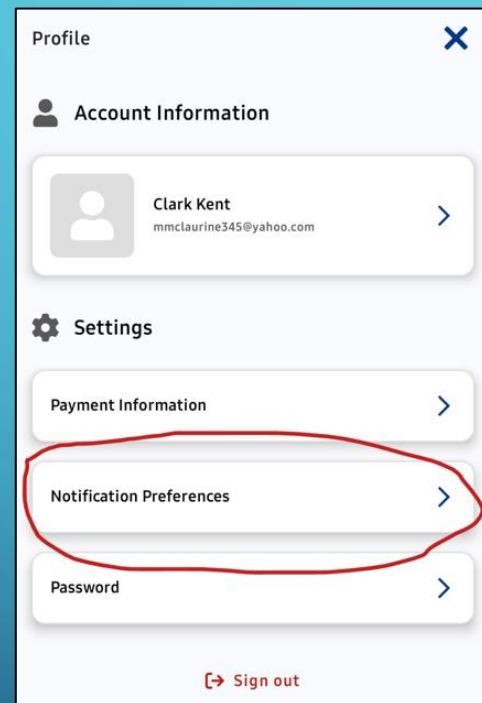 Profile
Account Information
Clark Kent
mmclaurine345@yahoo.com
Settings
Payment Information
Notification Preferences
Password
Sign out